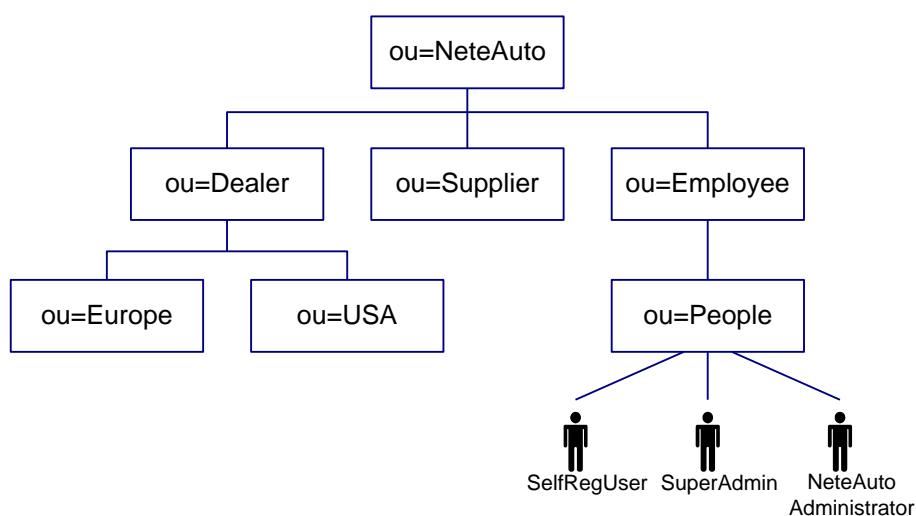 ou=NeteAuto
ou=Dealer
ou=Supplier
ou=Employee
ou=Europe
ou=USA
ou=People
SelfRegUser
SuperAdmin
NeteAuto
Administrator